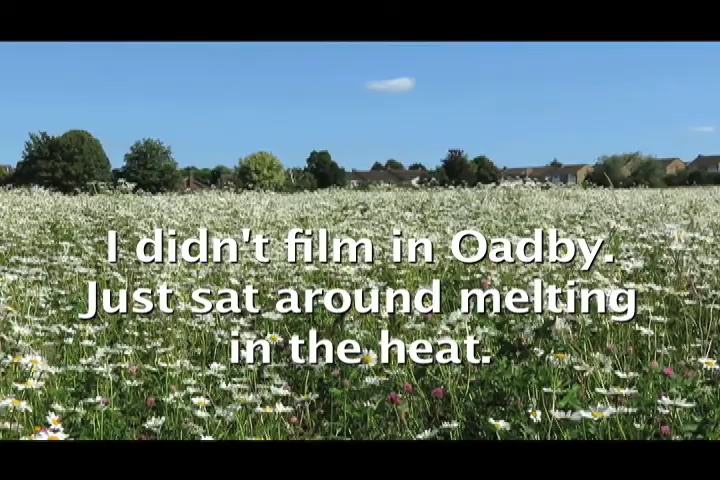 I didn't film in Oadby.
Just sat around melting
in the heat.